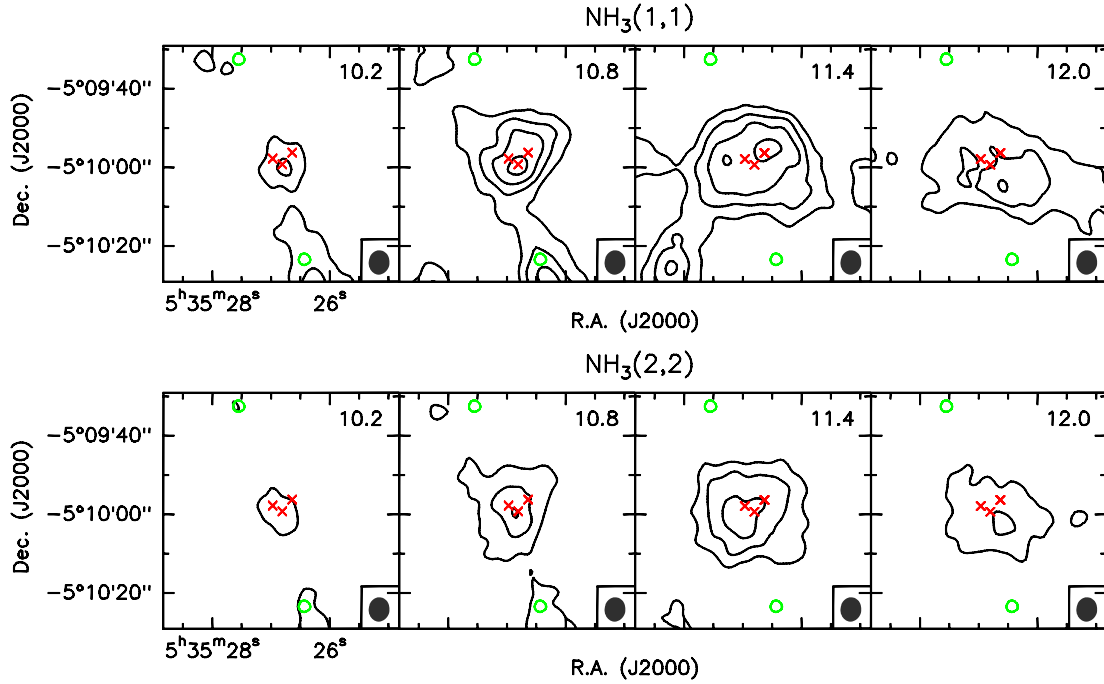 NH₃(1,1)
10.2 10.8 11.4 12.0
Dec. (J2000)
−5°09'40"
−5°10'00"
−5°10'20"
5ʰ35ᵐ28ˢ 26ˢ
R.A. (J2000)
NH₃(2,2)
10.2 10.8 11.4 12.0
Dec. (J2000)
−5°09'40"
−5°10'00"
−5°10'20"
5ʰ35ᵐ28ˢ 26ˢ
R.A. (J2000)